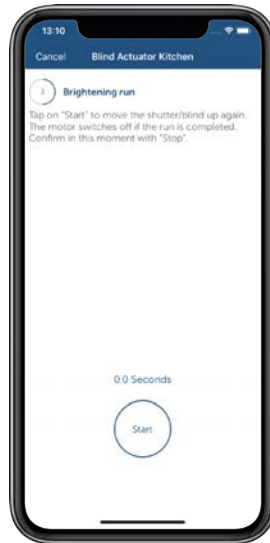 13:10
Cancel Blind Actuator Kitchen
3 Brightening run
Tap on "Start" to move the shutter/blind up again.
The motor switches off if the run is completed.
Confirm in this moment with "Stop".
0.0 Seconds
Start